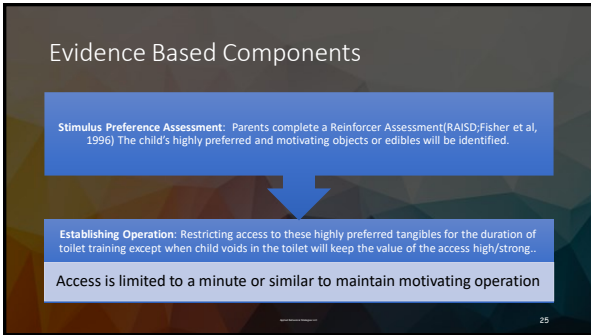 Evidence Based Components
Stimulus Preference Assessment: Parents complete a Reinforcer Assessment(RAISD;Fisher et al,
1996) The child's highly preferred and motivating objects or edibles will be identified.
Establishing Operation: Restricting access to these highly preferred tangibles for the duration of
toilet training except when child voids in the toilet will keep the value of the access high/strong..
Access is limited to a minute or similar to maintain motivating operation
25